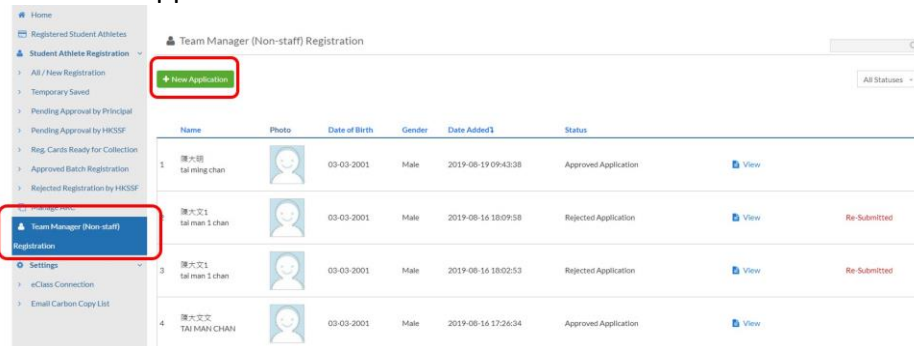 Home
Registered Student Athletes
Student Athlete Registration
All / New Registration
Temporary Saved
Pending Approval by Principal
Pending Approval by HKSSF
Reg. Cards Ready for Collection
Approved Batch Registration
Rejected Registration by HKSSF
Team Manager (Non-staff)
Registration
Settings
eClass Connection
Email Carbon Copy List
Team Manager (Non-staff) Registration
+ New Application
All Statuses
Name Photo Date of Birth Gender Date Added Status
1 陳大明 03-03-2001 Male 2019-08-19 09:43:38 Approved Application View
tai ming chan
陳大文1 03-03-2001 Male 2019-08-16 18:09:58 Rejected Application View Re-Submitted
tai man 1 chan
3 陳大文1 03-03-2001 Male 2019-08-16 18:02:53 Rejected Application View Re-Submitted
tai man 1 chan
4 陳大文文 03-03-2001 Male 2019-08-16 17:26:34 Approved Application View
TAI MAN CHAN